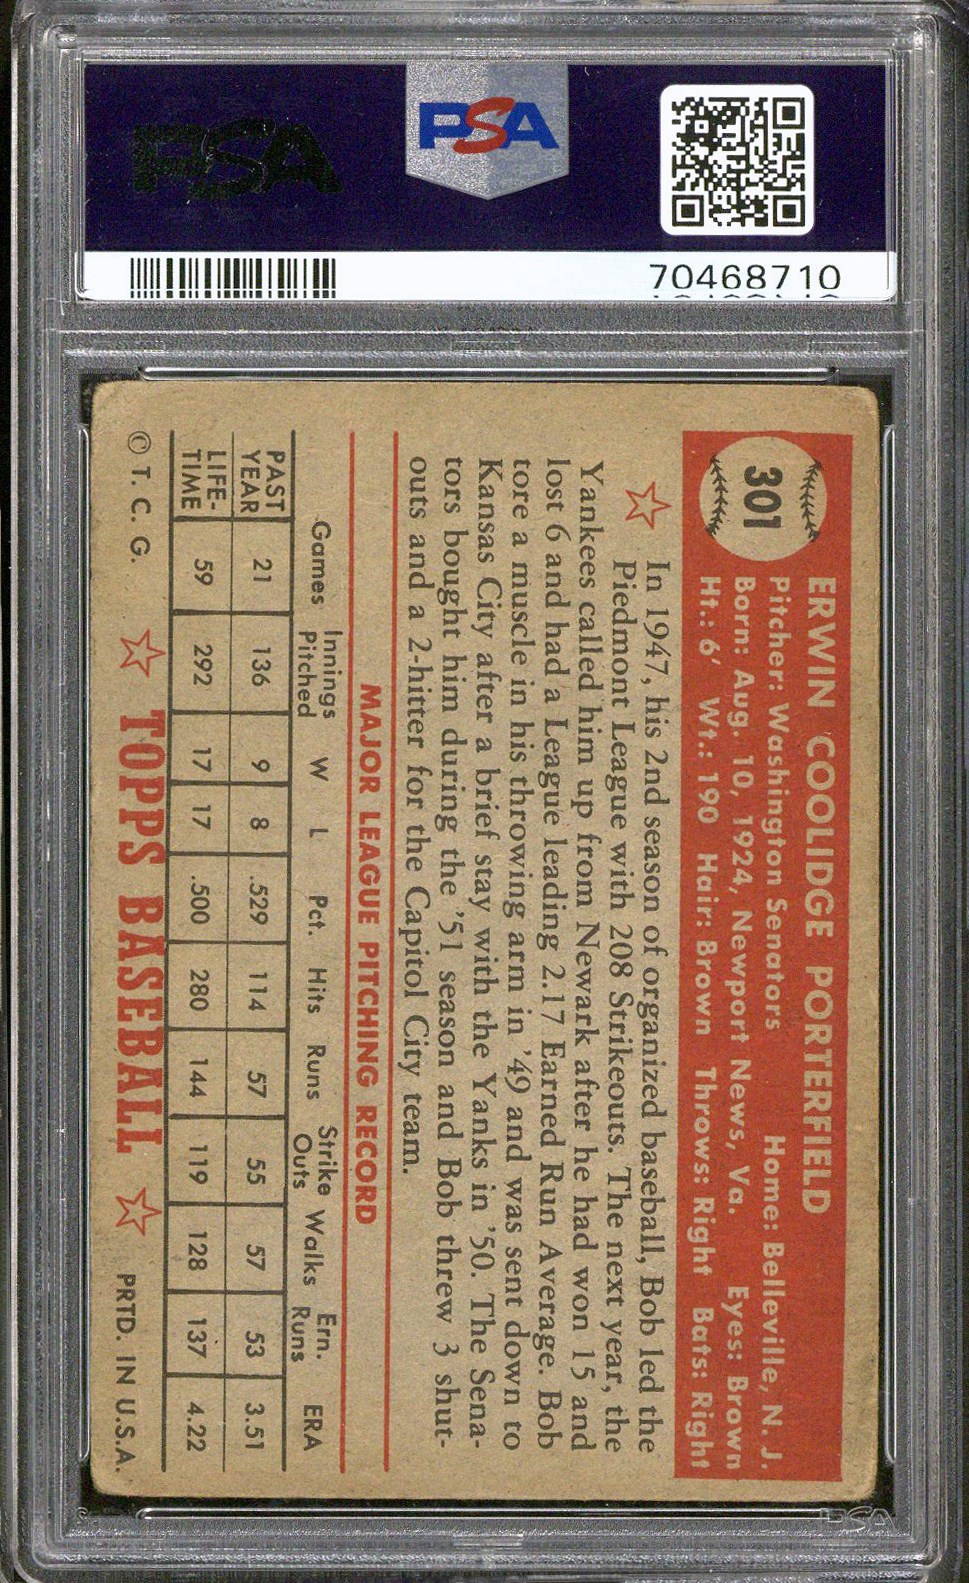 PSA
PSA
70468710
301
ERWIN COOLIDGE PORTERFIELD
Pitcher: Washington Senators Home: Belleville, N. J.
Born: Aug. 10, 1924, Newport News, Va. Eyes: Brown
Ht.: 6' Wt.: 190 Hair: Brown Throws: Right Bats: Right
In 1947, his 2nd season of organized baseball, Bob led the
Piedmont League with 208 Strikeouts. The next year, the
Yankees called him up from Newark after he had won 15 and
lost 6 and had a League leading 2.17 Earned Run Average. Bob
tore a muscle in his throwing arm in '49 and was sent down to
Kansas City after a brief stay with the Yanks in '50. The Sena-
tors bought him during the '51 season and Bob threw 3 shut-
outs and a 2-hitter for the Capitol City team.
MAJOR LEAGUE PITCHING RECORD
Games Innings Pitched W L Pct. Hits Runs Strike Outs Walks Ern. Runs ERA
PAST YEAR 21 136 9 8 .529 114 57 55 57 53 3.51
LIFE-TIME 59 292 17 17 .500 280 144 119 128 137 4.22
© T. C. G. TOPPS BASEBALL PRTD. IN U.S.A.
PSA